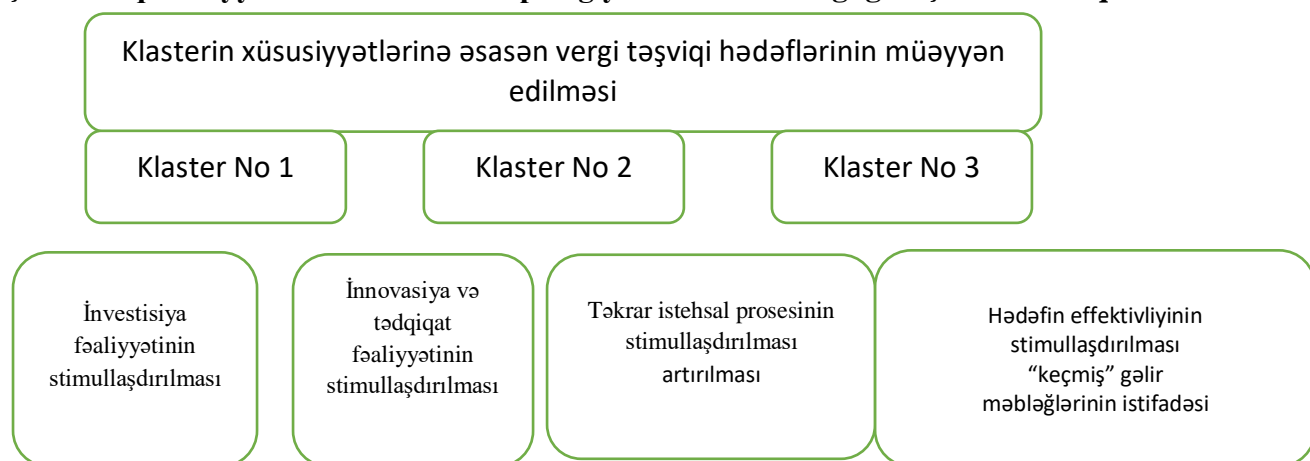 Klasterin xüsusiyyətlərinə əsasən vergi təşviqi hədəflərinin müəyyən
edilməsi
Klaster No 1
Klaster No 2
Klaster No 3
İnvestisiya
fəaliyyətinin
stimullaşdırılması
İnnovasiya və
tədqiqat
fəaliyyətinin
stimullaşdırılması
Təkrar istehsal prosesinin
stimullaşdırılması
artırılması
Hədəfin effektivliyinin
stimullaşdırılması
“keçmiş” gəlir
məbləğlərinin istifadəsi